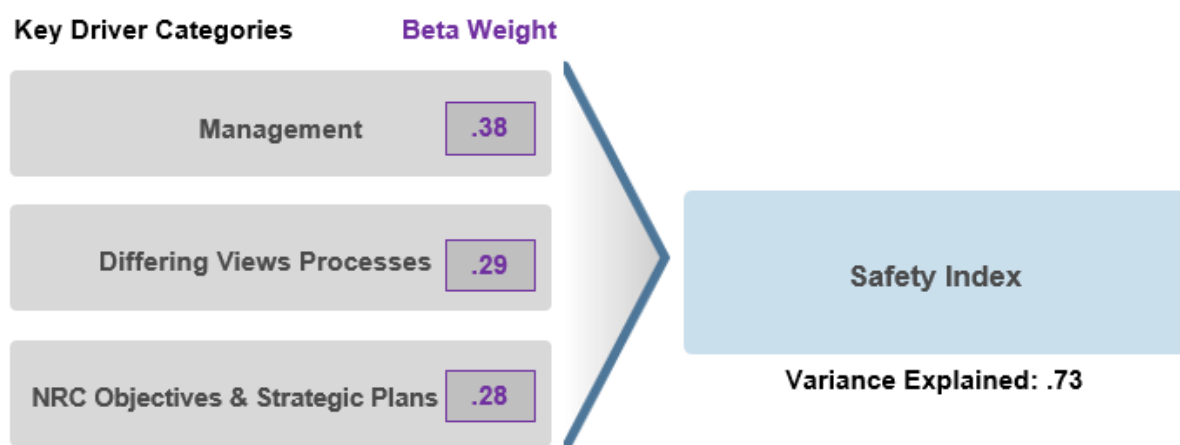 Key Driver Categories
Beta Weight
Management
.38
Differing Views Processes
.29
NRC Objectives & Strategic Plans
.28
Safety Index
Variance Explained: .73